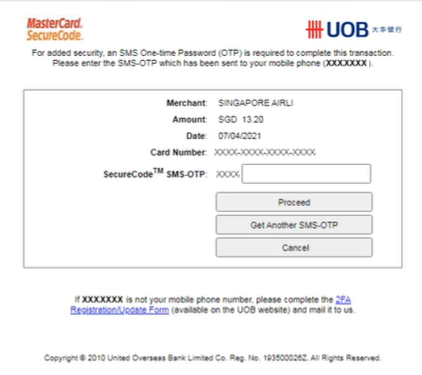 MasterCard.
SecureCode.
UOB 大华银行
For added security, an SMS One-time Password (OTP) is required to complete this transaction.
Please enter the SMS-OTP which has been sent to your mobile phone (XXXXXXX ).
Merchant: SINGAPORE AIRLI
Amount: SGD 13.20
Date: 07/04/2021
Card Number: XXXX-XXXX-XXXX-XXXX
SecureCode™ SMS-OTP: XXXX
Proceed
Get Another SMS-OTP
Cancel
If XXXXXXX is not your mobile phone number, please complete the 2FA
Registration/Update Form (available on the UOB website) and mail it to us.
Copyright © 2010 United Overseas Bank Limited Co. Reg. No. 193500026Z. All Rights Reserved.